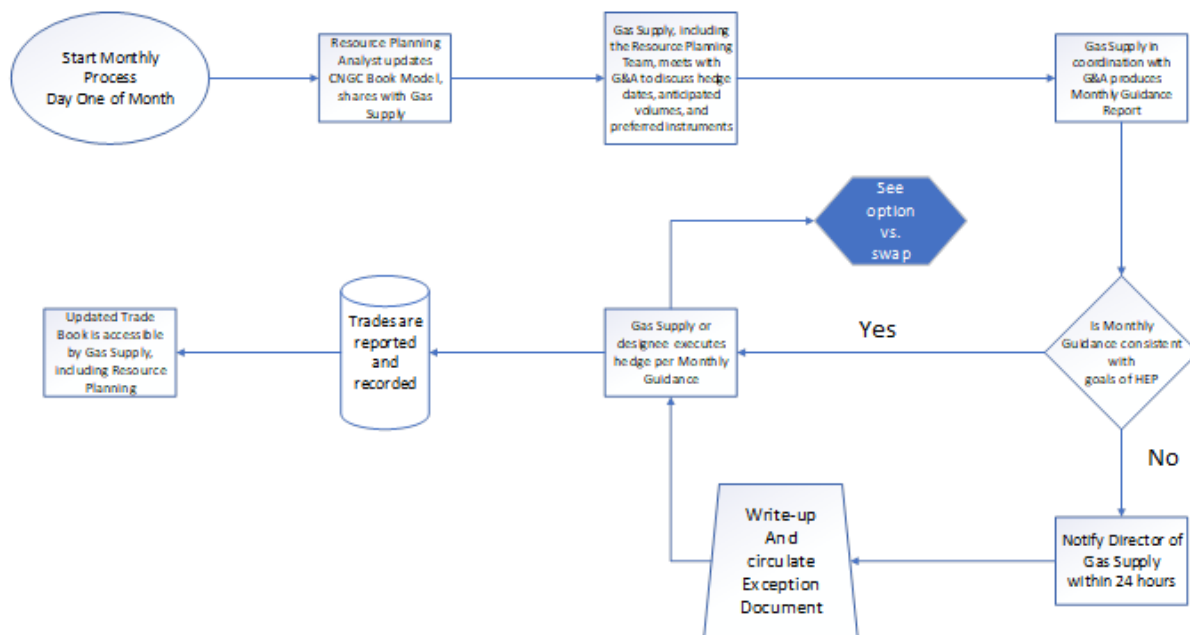 Start Monthly
Process
Day One of Month
Resource Planning
Analyst updates
CNGC Book Model,
shares with Gas
Supply
Gas Supply, including
the Resource Planning
Team, meets with
G&A to discuss hedge
dates, anticipated
volumes, and
preferred instruments
Gas Supply in
coordination with
G&A produces
Monthly Guidance
Report
See
option
vs.
swap
Updated Trade
Book is accessible
by Gas Supply,
including Resource
Planning
Trades are
reported
and
recorded
Gas Supply or
designee executes
hedge per Monthly
Guidance
Yes
Is Monthly
Guidance consistent
with
goals of HEP
No
Write-up
And
circulate
Exception
Document
Notify Director of
Gas Supply
within 24 hours